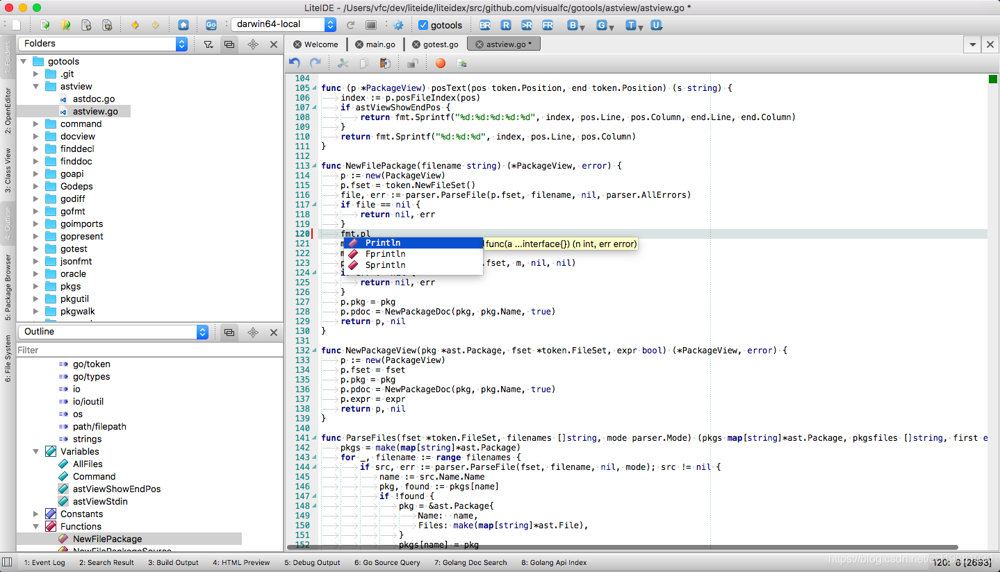 LiteIDE - /Users/vfc/dev/liteide/liteidex/src/github.com/visualfc/gotools/astview/astview.go *
Go darwin64-local gotools BR R >R FR B G T U
Folders
Welcome main.go gotest.go astview.go *
1: Folders
2: OpenEditor
3: Class View
4: Outline
5: Package Browser
6: File System
gotools
.git
astview
astdoc.go
astview.go
command
docview
finddecl
finddoc
goapi
Godeps
godiff
gofmt
goimports
gopresent
gotest
jsonfmt
oracle
pkgs
pkgutil
pkgwalk
Outline
Filter
go/token
go/types
io
io/ioutil
os
path/filepath
strings
Variables
AllFiles
Command
astViewShowEndPos
astViewStdin
Constants
Functions
NewFilePackage
NewFilePackageSource
104
105 func (p *PackageView) posText(pos token.Position, end token.Position) (s string) {
106 index := p.posFileIndex(pos)
107 if astViewShowEndPos {
108 return fmt.Sprintf("%d:%d:%d:%d:%d", index, pos.Line, pos.Column, end.Line, end.Column)
109 }
110 return fmt.Sprintf("%d:%d:%d", index, pos.Line, pos.Column)
111 }
112
113 func NewFilePackage(filename string) (*PackageView, error) {
114 p := new(PackageView)
115 p.fset = token.NewFileSet()
116 file, err := parser.ParseFile(p.fset, filename, nil, parser.AllErrors)
117 if file == nil {
118 return nil, err
119 }
120 fmt.pl
Println func(a ...interface{}) (n int, err error)
Fprintln
Sprintln
121 m
122 m
123 p .fset, m, nil, nil)
124 i
125 return nil, err
126 }
127 p.pkg = pkg
128 p.pdoc = NewPackageDoc(pkg, pkg.Name, true)
129 return p, nil
130 }
131
132 func NewPackageView(pkg *ast.Package, fset *token.FileSet, expr bool) (*PackageView, error) {
133 p := new(PackageView)
134 p.fset = fset
135 p.pkg = pkg
136 p.pdoc = NewPackageDoc(pkg, pkg.Name, true)
137 p.expr = expr
138 return p, nil
139 }
140
141 func ParseFiles(fset *token.FileSet, filenames []string, mode parser.Mode) (pkgs map[string]*ast.Package, pkgsfiles []string, first e
142 pkgs = make(map[string]*ast.Package)
143 for _, filename := range filenames {
144 if src, err := parser.ParseFile(fset, filename, nil, mode); src != nil {
145 name := src.Name.Name
146 pkg, found := pkgs[name]
147 if !found {
148 pkg = &ast.Package{
149 Name: name,
150 Files: make(map[string]*ast.File),
151 }
152 pkgs[name] = pkg
1: Event Log 2: Search Result 3: Build Output 4: HTML Preview 5: Debug Output 6: Go Source Query 7: Golang Doc Search 8: Golang Api Index 120: 8 [2693]